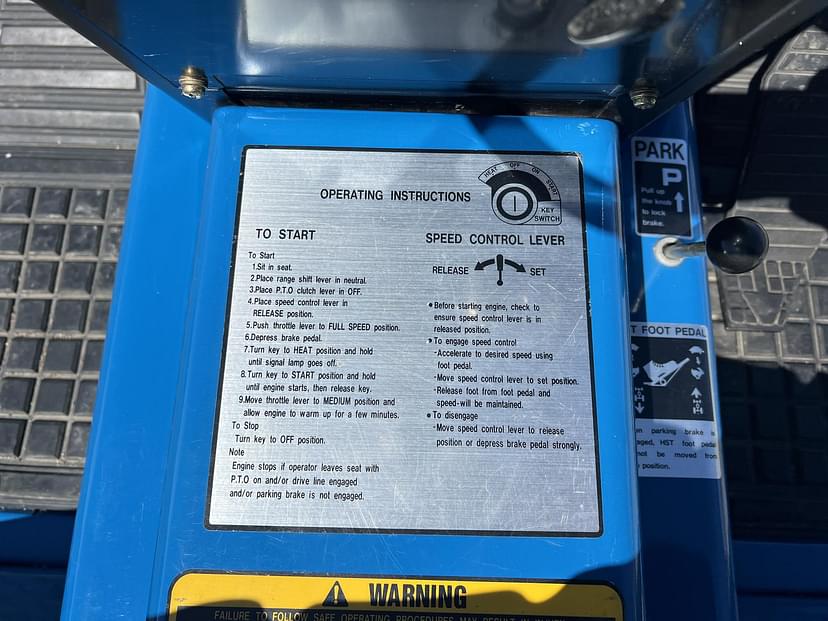 OPERATING INSTRUCTIONS
HEAT OFF ON START
KEY
SWITCH
TO START
To Start
1.Sit in seat.
2.Place range shift lever in neutral.
3.Place P.T.O clutch lever in OFF.
4.Place speed control lever in
RELEASE position.
5.Push throttle lever to FULL SPEED position.
6.Depress brake pedal.
7.Turn key to HEAT position and hold
until signal lamp goes off.
8.Turn key to START position and hold
until engine starts, then release key.
9.Move throttle lever to MEDIUM position and
allow engine to warm up for a few minutes.
To Stop
Turn key to OFF position.
Note
Engine stops if operator leaves seat with
P.T.O on and/or drive line engaged
and/or parking brake is not engaged.
SPEED CONTROL LEVER
RELEASE SET
• Before starting engine, check to
ensure speed control lever is in
released position.
• To engage speed control
-Accelerate to desired speed using
foot pedal.
-Move speed control lever to set position.
-Release foot from foot pedal and
speed-will be maintained.
• To disengage
-Move speed control lever to release
position or depress brake pedal strongly.
PARK
P
Pull up
the knob
to lock
brake.
T FOOT PEDAL
n parking brake is
aged, HST foot pedal
not be moved from
position.
WARNING
FAILURE TO FOLLOW SAFE OPERATING PROCEDURES MAY RESULT IN